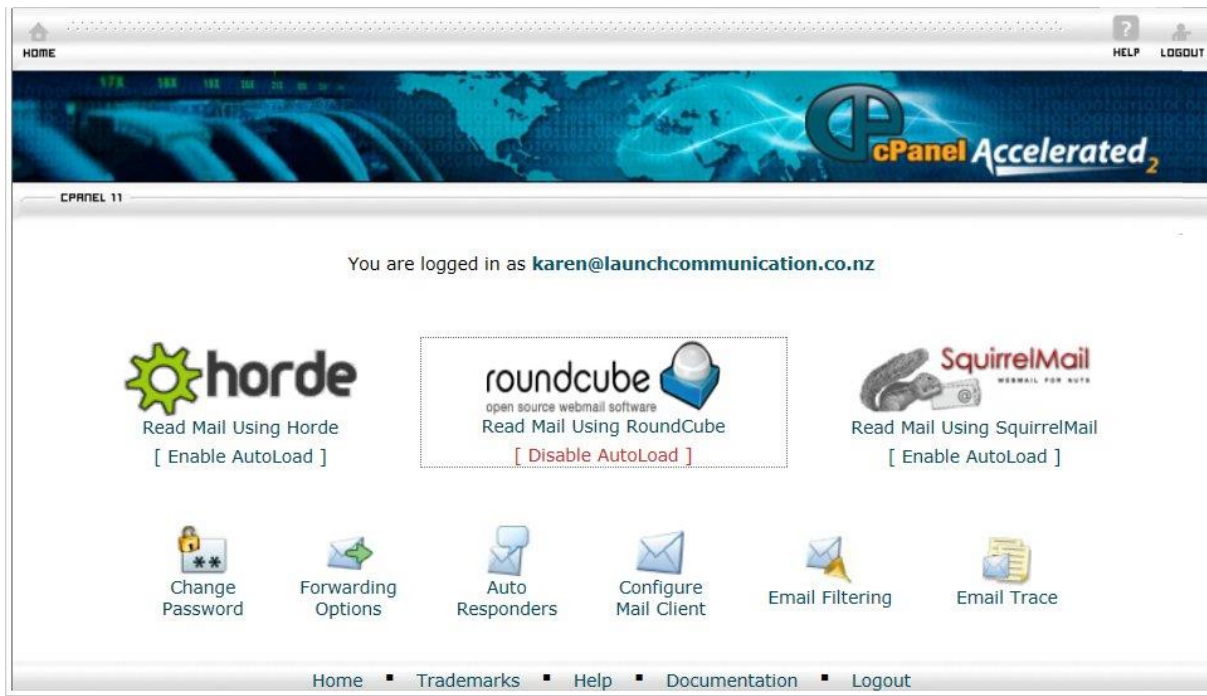 HOME
HELP LOGOUT
17X 16X 11X
cPanel Accelerated2
CPANEL 11
You are logged in as karen@launchcommunication.co.nz
horde
Read Mail Using Horde
[ Enable AutoLoad ]
roundcube
open source webmail software
Read Mail Using RoundCube
[ Disable AutoLoad ]
SquirrelMail
WEBMAIL FOR NUTS
@
Read Mail Using SquirrelMail
[ Enable AutoLoad ]
**
Change
Password
Forwarding
Options
Auto
Responders
Configure
Mail Client
Email Filtering
Email Trace
Home ▪ Trademarks ▪ Help ▪ Documentation ▪ Logout